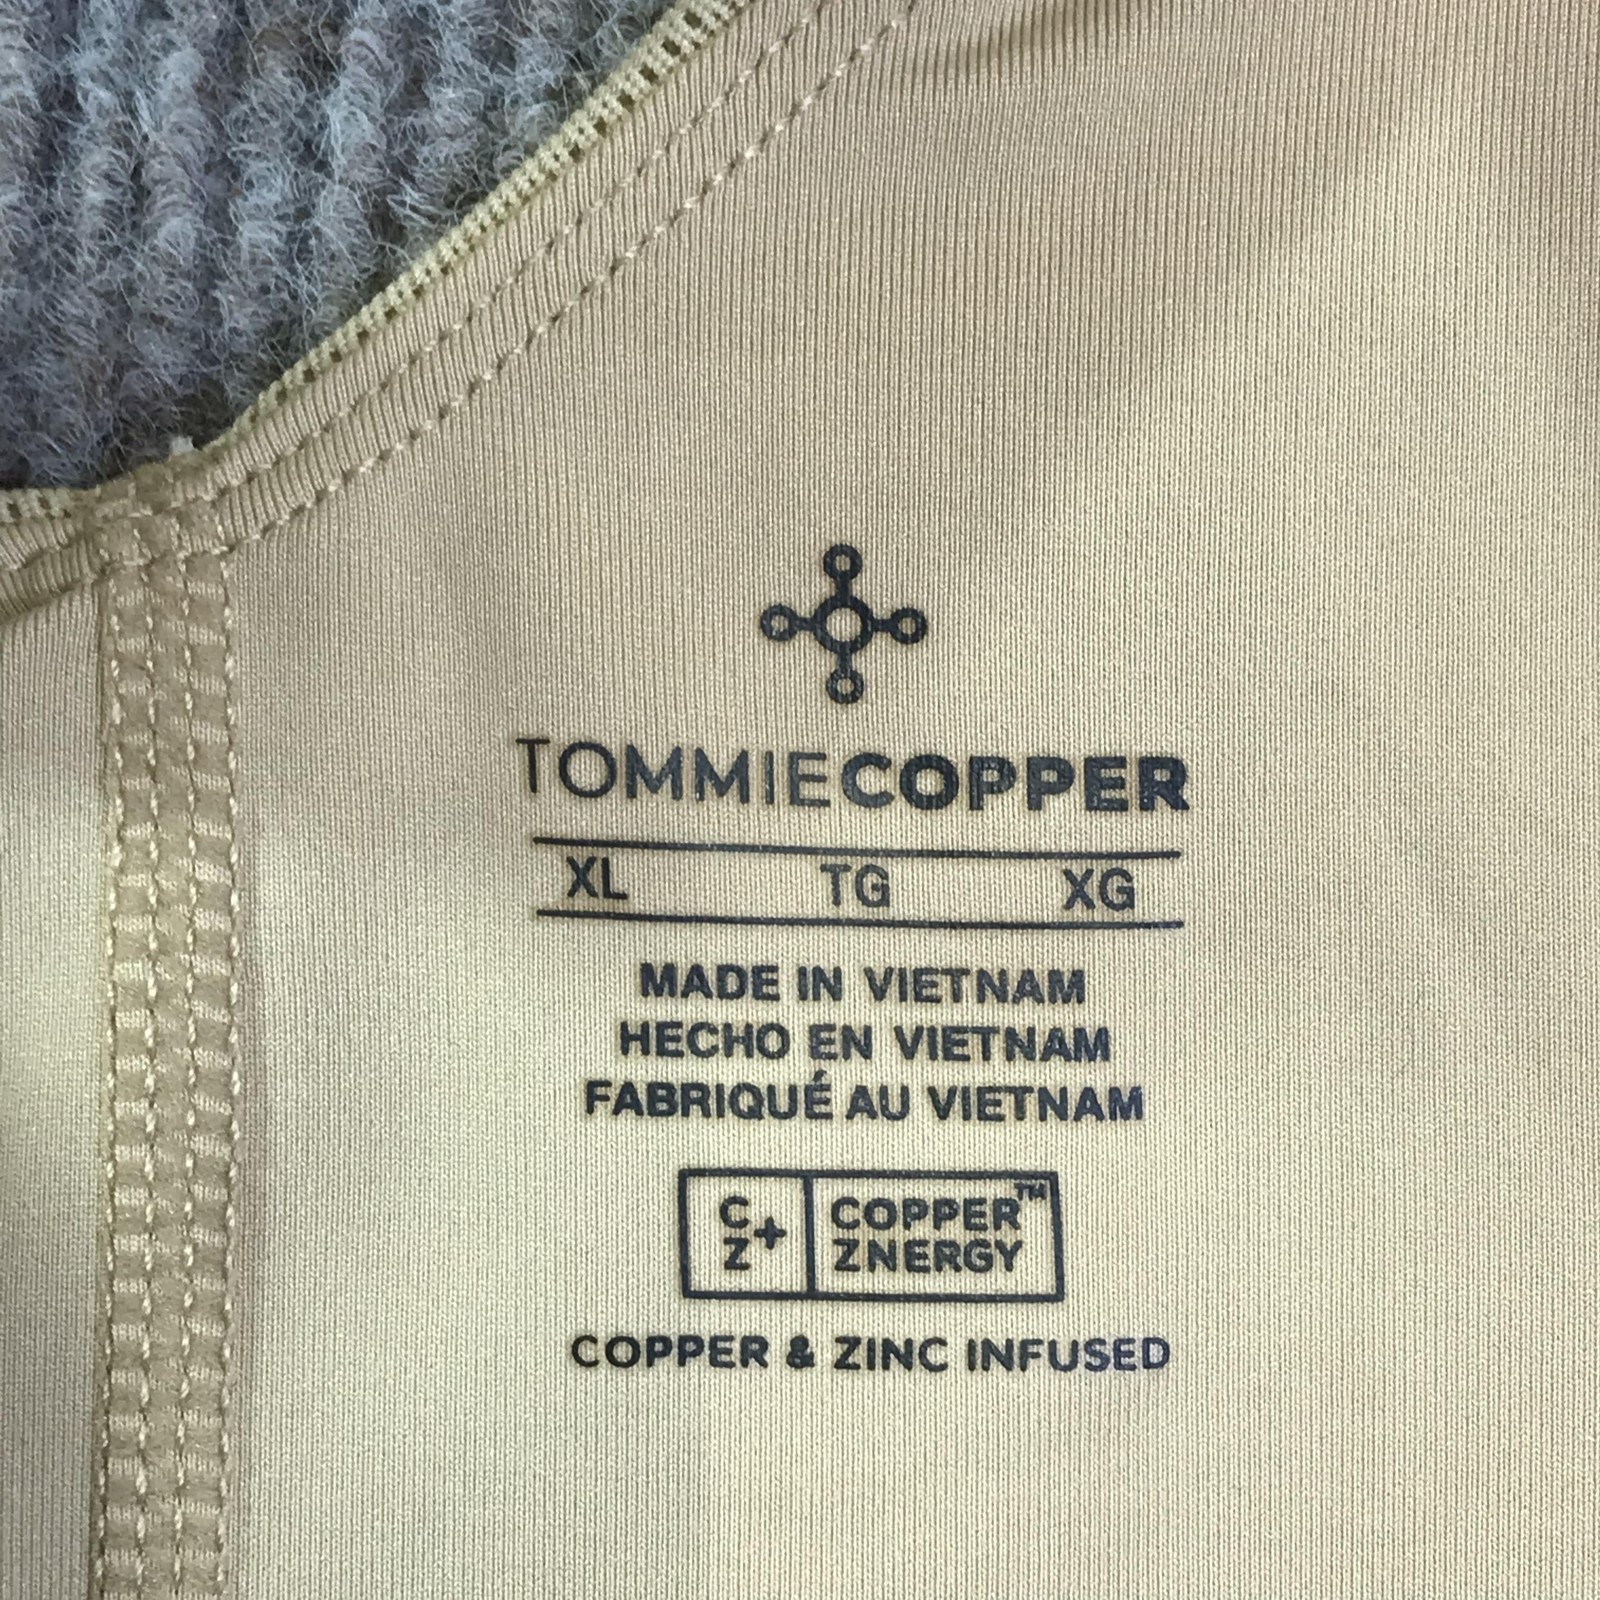 TOMMIECOPPER
XL TG XG
MADE IN VIETNAM
HECHO EN VIETNAM
FABRIQUÉ AU VIETNAM
C+Z COPPER™
ZNERGY
COPPER & ZINC INFUSED